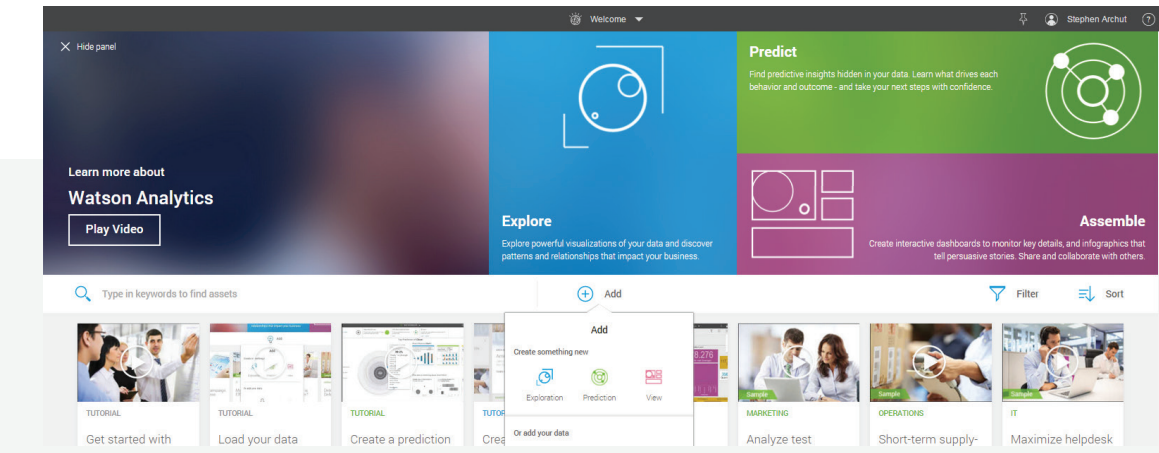 Welcome
Stephen Archut
?
Hide panel
Learn more about
Watson Analytics
Play Video
Explore
Explore powerful visualizations of your data and discover
patterns and relationships that impact your business.
Predict
Find predictive insights hidden in your data. Learn what drives each
behavior and outcome - and take your next steps with confidence.
Assemble
Create interactive dashboards to monitor key details, and infographics that
tell persuasive stories. Share and collaborate with others.
Type in keywords to find assets
Add
Filter
Sort
Add
Create something new
Exploration
Prediction
View
Or add your data
TUTORIAL
Get started with
TUTORIAL
Load your data
TUTORIAL
Create a prediction
8,276
Sample
MARKETING
Analyze test
Sample
OPERATIONS
Short-term supply-
Sample
IT
Maximize helpdesk